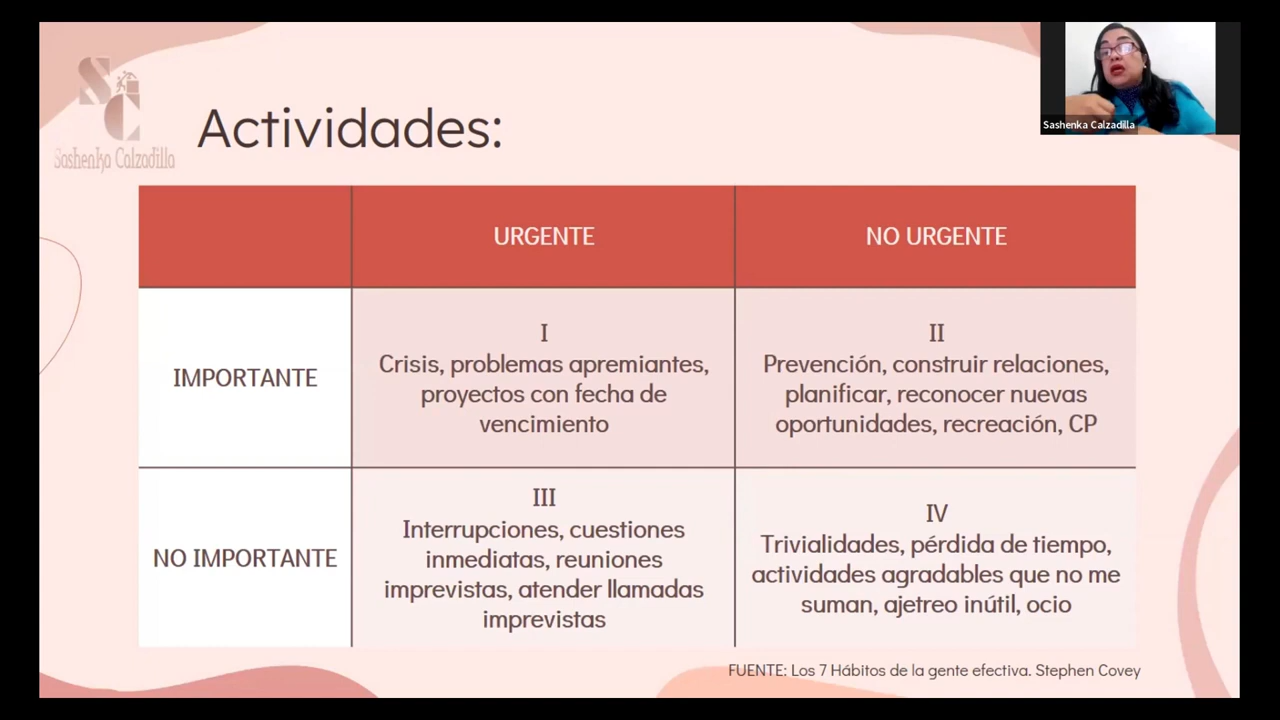 SC
Sashenka Calzadilla
Actividades:
Sashenka Calzadilla
URGENTE
NO URGENTE
IMPORTANTE
I
Crisis, problemas apremiantes,
proyectos con fecha de
vencimiento
II
Prevención, construir relaciones,
planificar, reconocer nuevas
oportunidades, recreación, CP
NO IMPORTANTE
III
Interrupciones, cuestiones
inmediatas, reuniones
imprevistas, atender llamadas
imprevistas
IV
Trivialidades, pérdida de tiempo,
actividades agradables que no me
suman, ajetreo inútil, ocio
FUENTE: Los 7 Hábitos de la gente efectiva. Stephen Covey